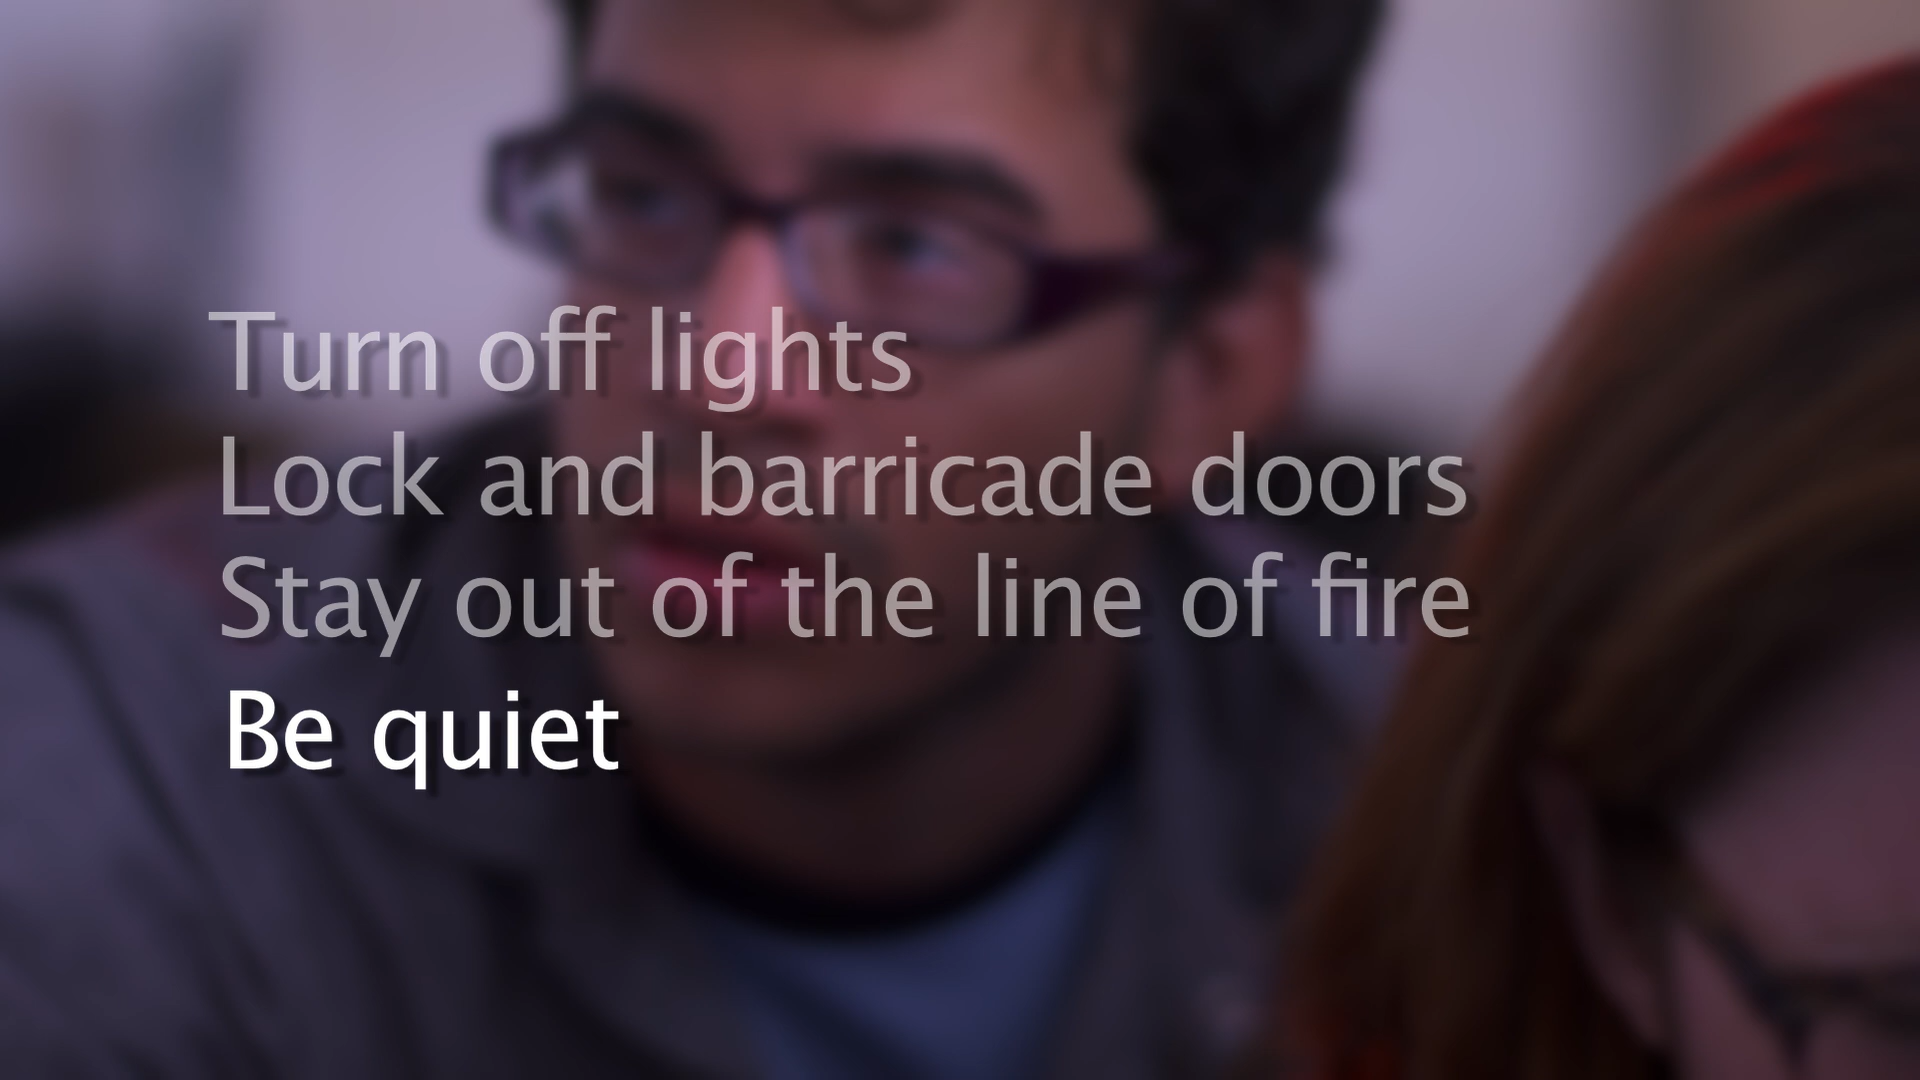 Turn off lights
Lock and barricade doors
Stay out of the line of fire
Be quiet